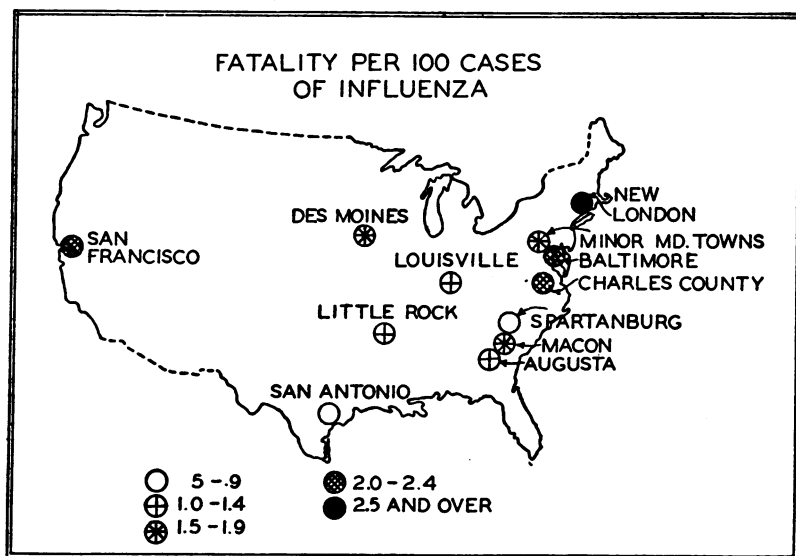 FATALITY PER 100 CASES
OF INFLUENZA
NEW
LONDON
DES MOINES
SAN
FRANCISCO
MINOR MD. TOWNS
LOUISVILLE
BALTIMORE
CHARLES COUNTY
LITTLE ROCK
SPARTANBURG
MACON
AUGUSTA
SAN ANTONIO
5 -.9
1.0 -1.4
1.5 -1.9
2.0 - 2.4
2.5 AND OVER